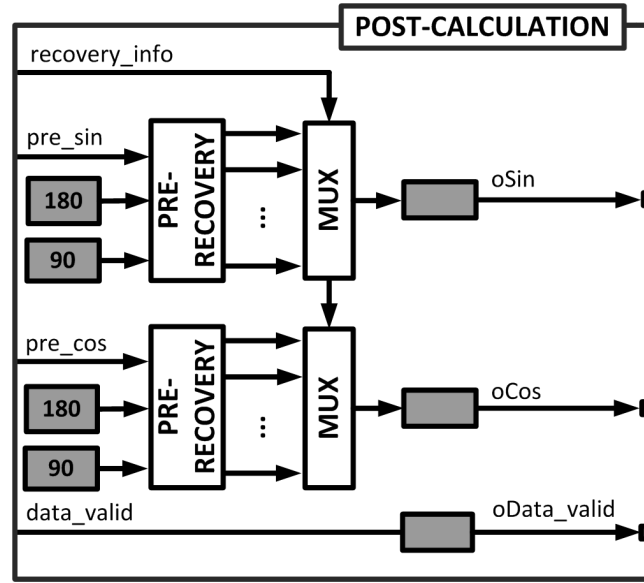 POST-CALCULATION
recovery_info
pre_sin
180
90
PRE-
RECOVERY
...
MUX
oSin
pre_cos
180
90
PRE-
RECOVERY
...
MUX
oCos
data_valid
oData_valid